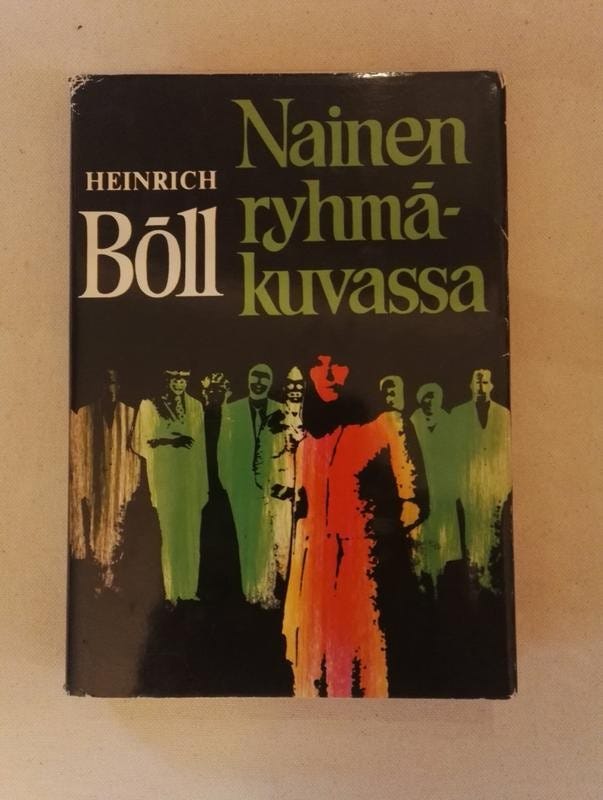 HEINRICH
Böll
Nainen
ryhmä-
kuvassa